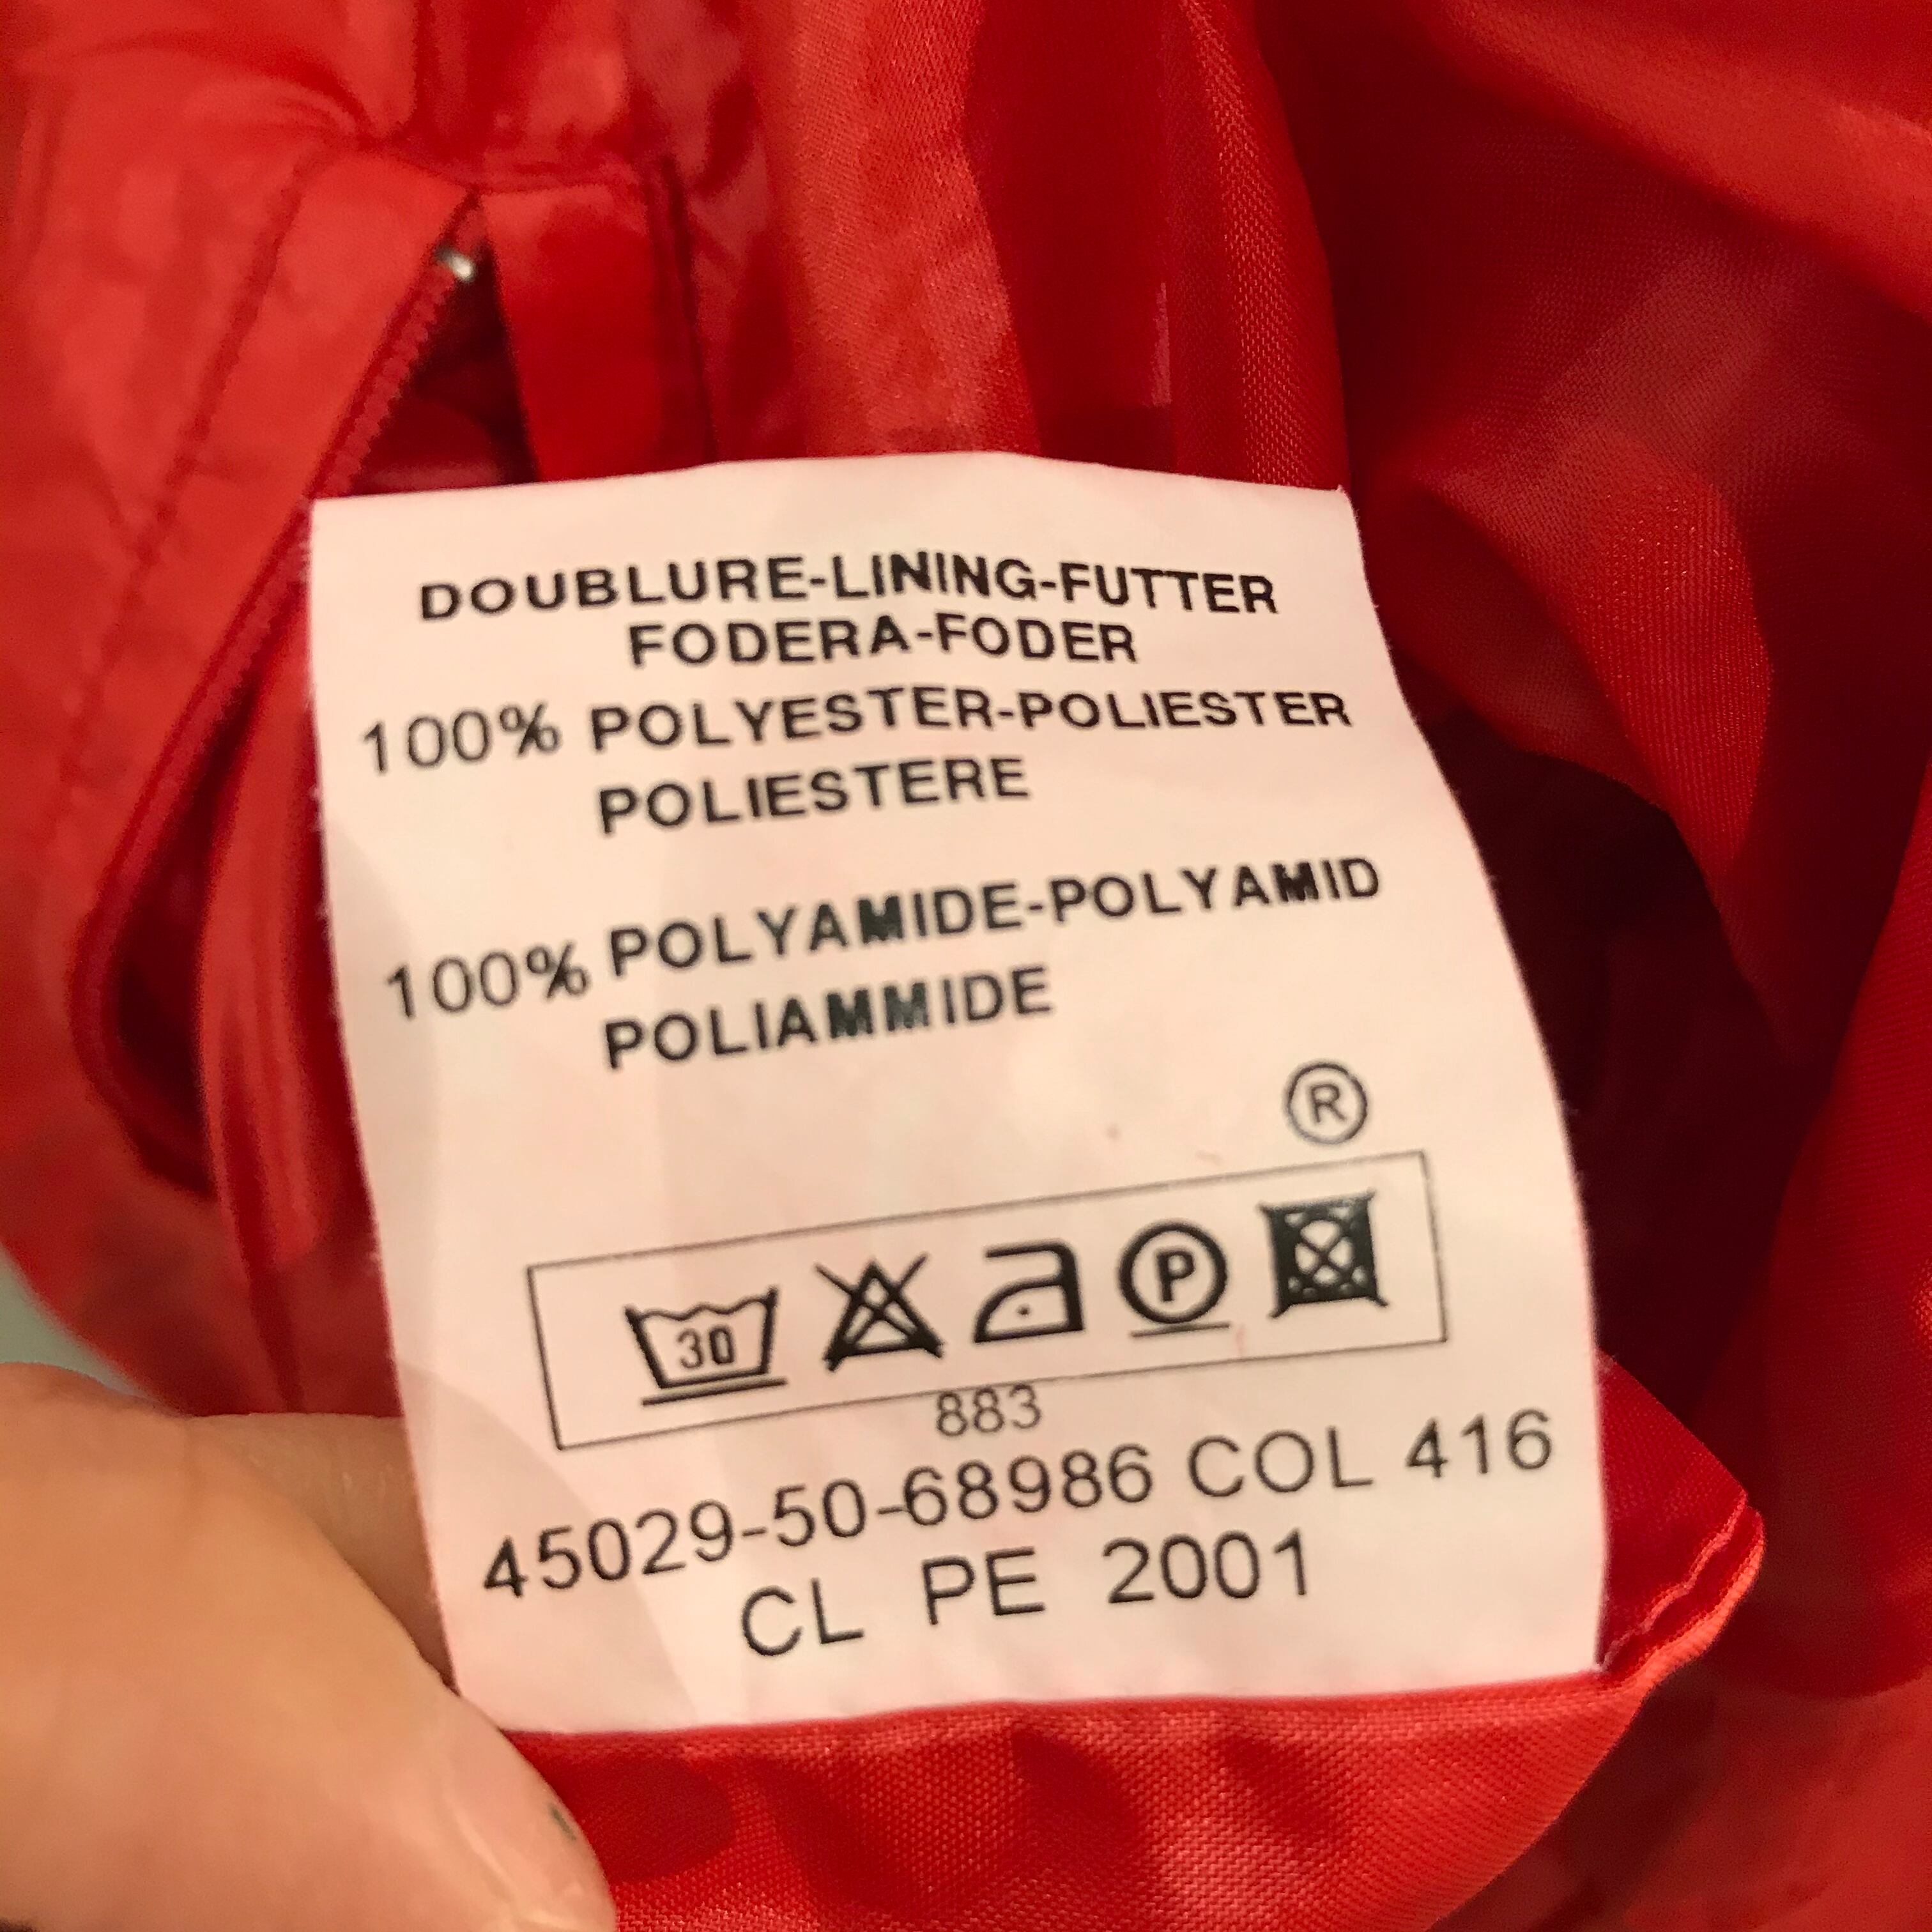 DOUBLURE-LINING-FUTTER
FODERA-FODER
100% POLYESTER-POLIESTER
POLIESTERE
100% POLYAMIDE-POLYAMID
POLIAMMIDE
®
30 P
883
45029-50-68986 COL 416
CL PE 2001